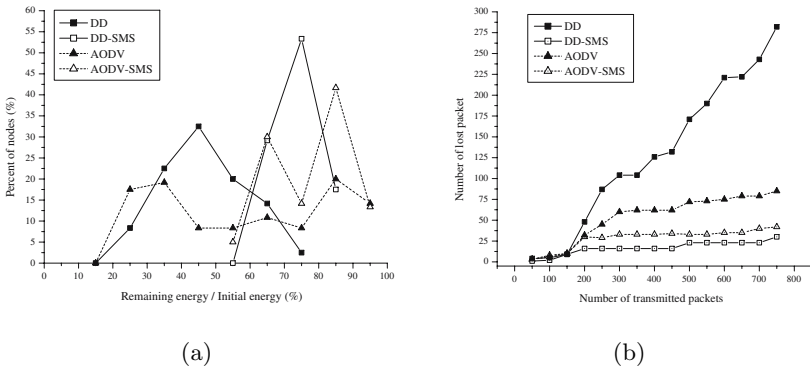 60
55
50
45
40
35
30
25
20
15
10
5
0
Percent of nodes (%)
DD
DD-SMS
AODV
AODV-SMS
0 10 20 30 40 50 60 70 80 90 100
Remaining energy / Initial energy (%)
(a)
300
275
250
225
200
175
150
125
100
75
50
25
0
Number of lost packet
DD
DD-SMS
AODV
AODV-SMS
0 100 200 300 400 500 600 700 800
Number of transmitted packets
(b)